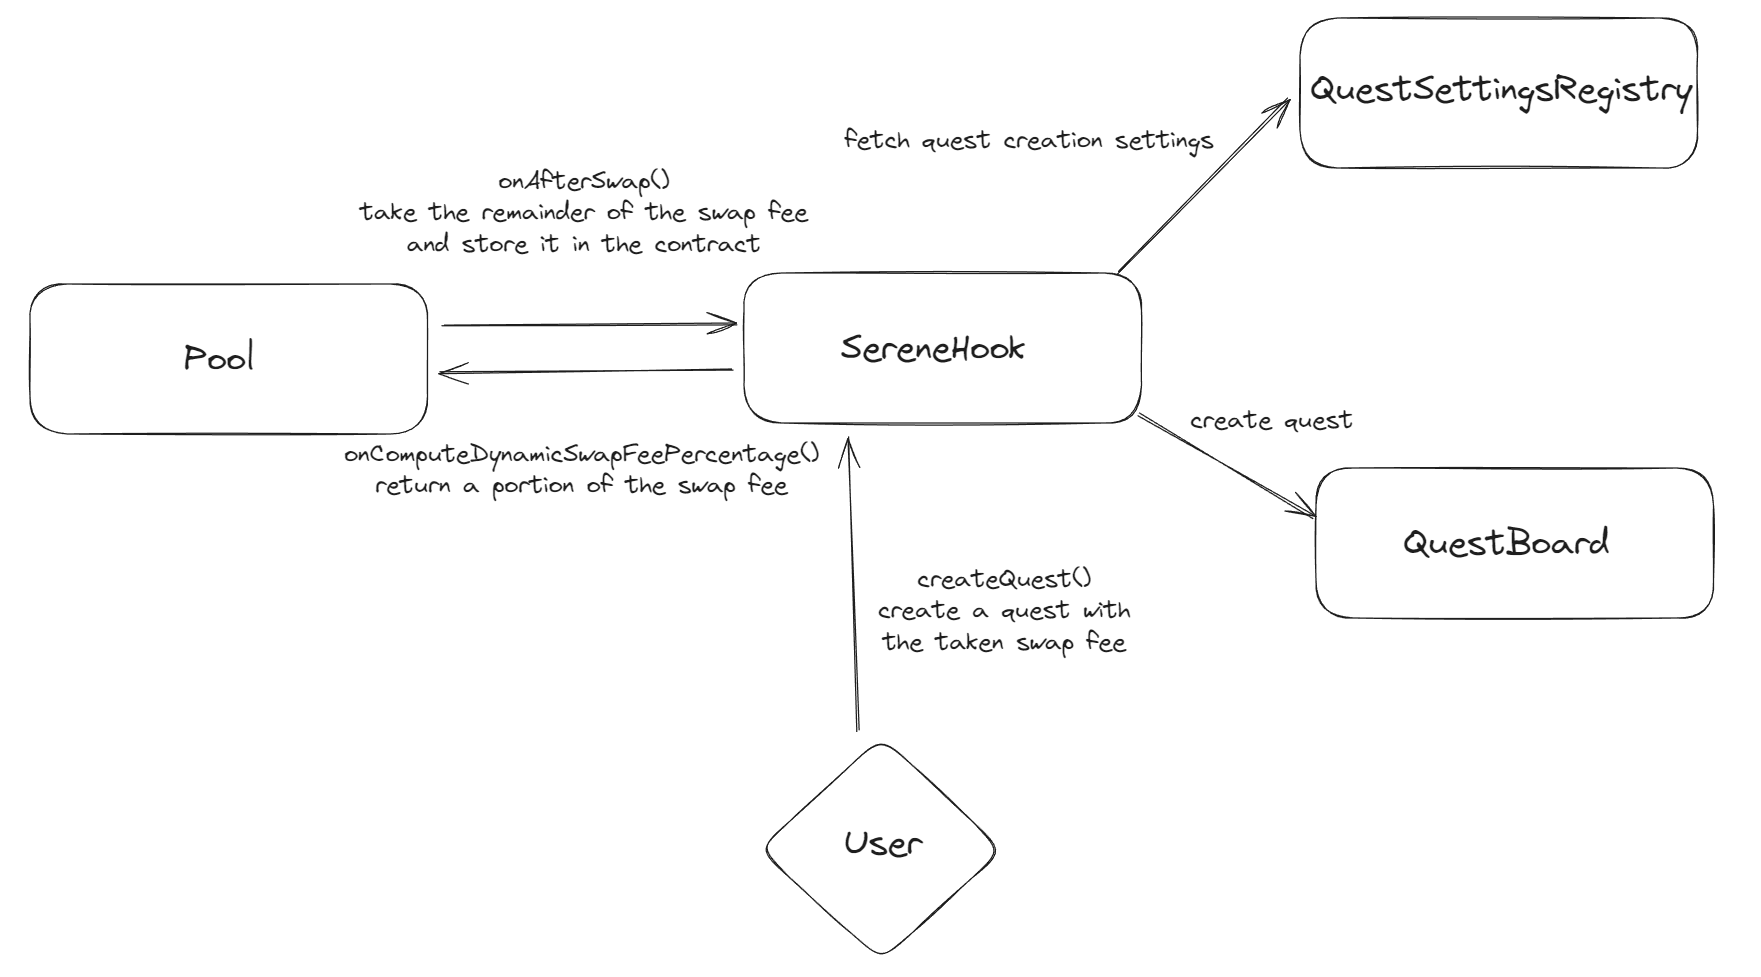 QuestSettingsRegistry
fetch quest creation settings
onAfterSwap()
take the remainder of the swap fee
and store it in the contract
Pool
SereneHook
onComputeDynamicSwapFeePercentage()
return a portion of the swap fee
create quest
QuestBoard
createQuest()
create a quest with
the taken swap fee
User